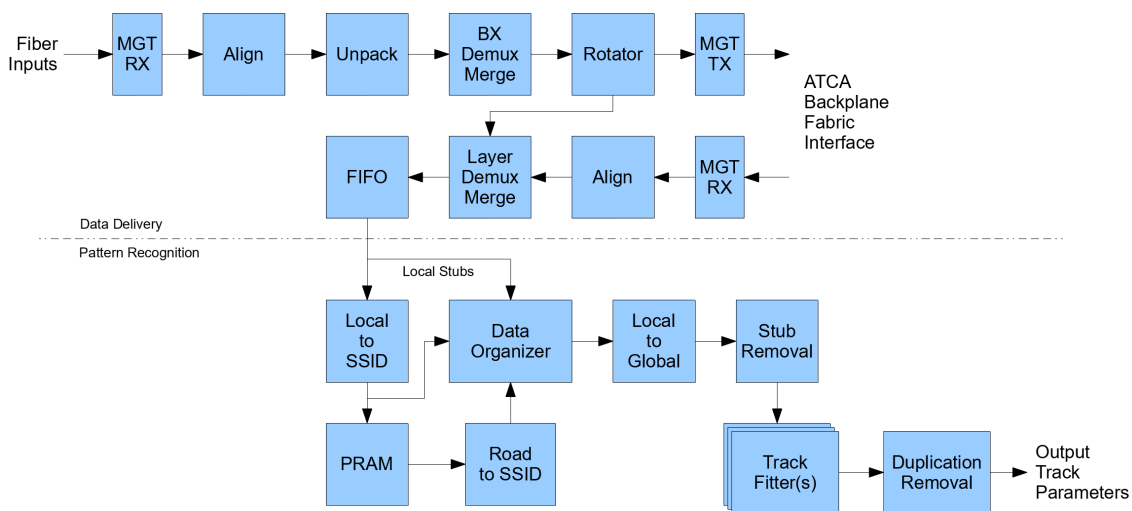 Fiber
Inputs
MGT
RX
Align
Unpack
BX
Demux
Merge
Rotator
MGT
TX
ATCA
Backplane
Fabric
Interface
FIFO
Layer
Demux
Merge
Align
MGT
RX
Data Delivery
Pattern Recognition
Local Stubs
Local
to
SSID
Data
Organizer
Local
to
Global
Stub
Removal
PRAM
Road
to SSID
Track
Fitter(s)
Duplication
Removal
Output
Track
Parameters